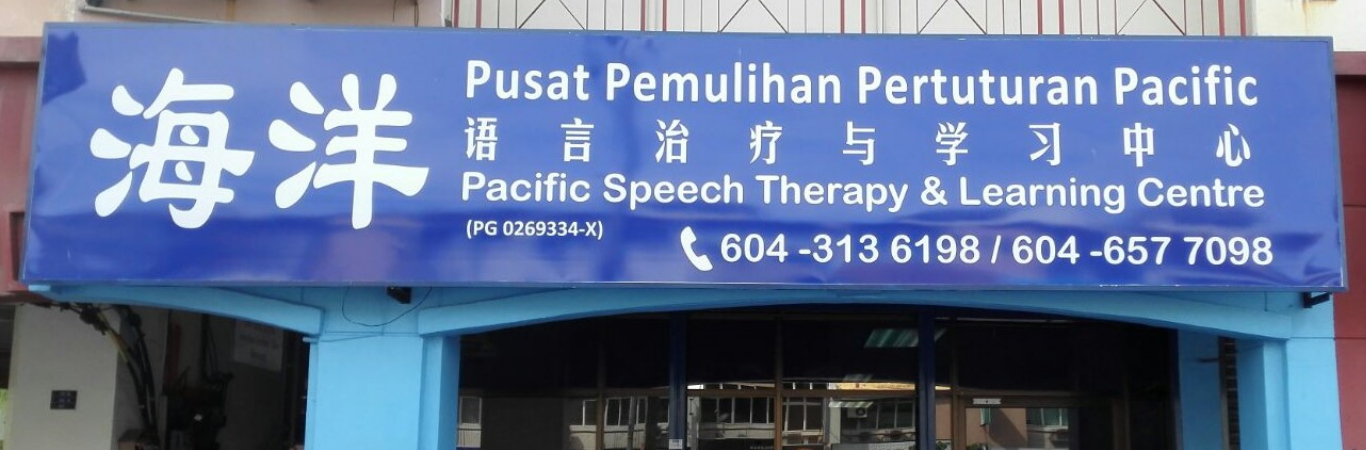 海洋
Pusat Pemulihan Pertuturan Pacific
语言治疗与学习中心
Pacific Speech Therapy & Learning Centre
(PG 0269334-X)
604 -313 6198 / 604 -657 7098